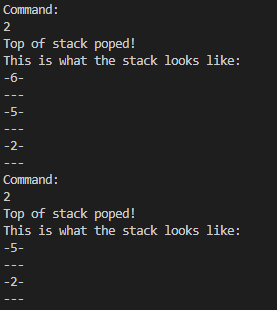 Command:
2
Top of stack poped!
This is what the stack looks like:
-6-
---
-5-
---
-2-
---
Command:
2
Top of stack poped!
This is what the stack looks like:
-5-
---
-2-
---